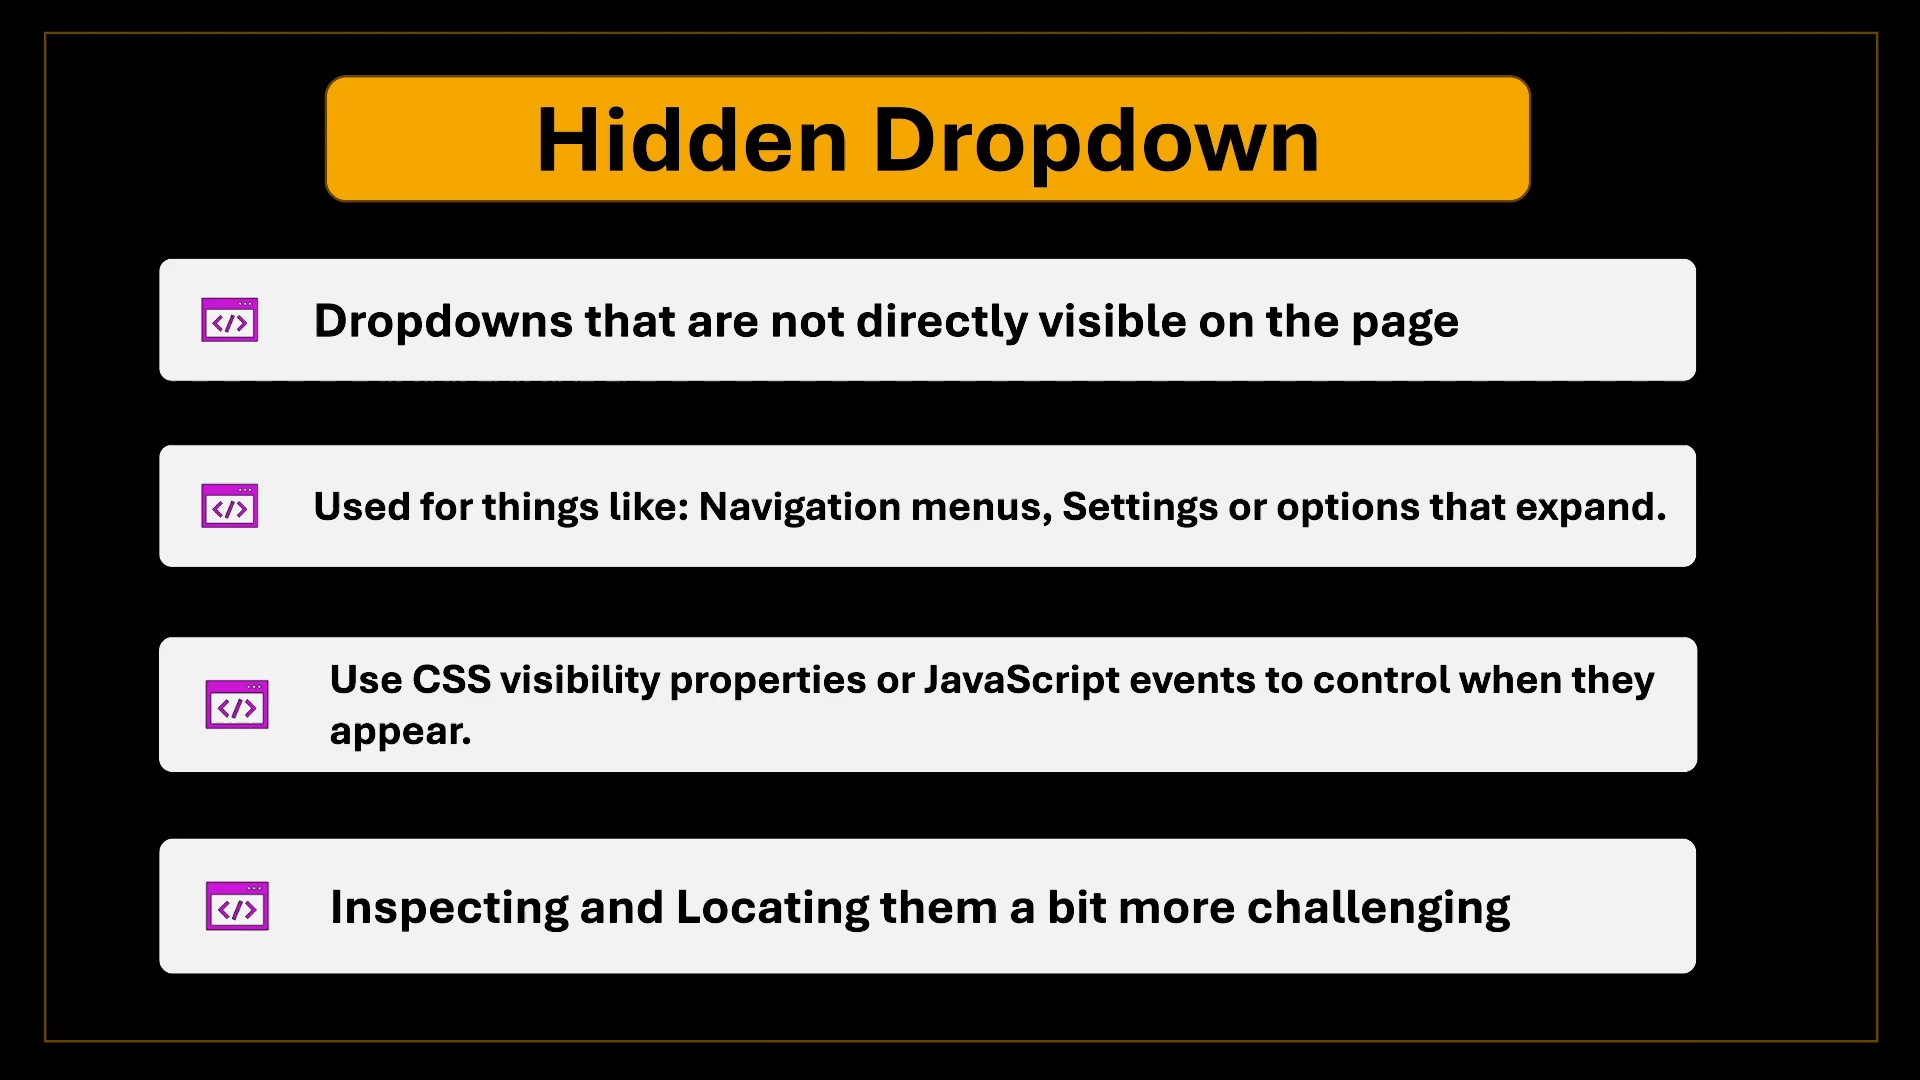 Hidden Dropdown
Dropdowns that are not directly visible on the page
Used for things like: Navigation menus, Settings or options that expand.
Use CSS visibility properties or JavaScript events to control when they
appear.
Inspecting and Locating them a bit more challenging